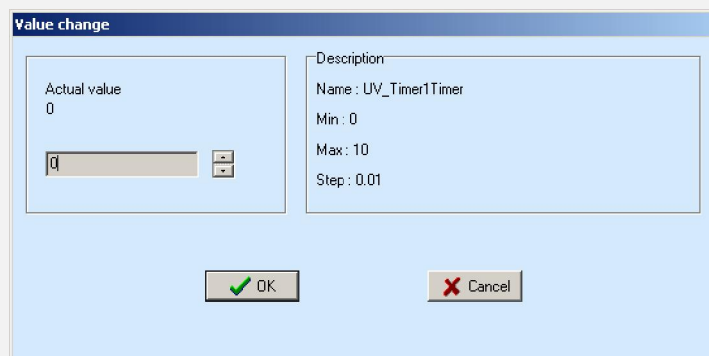 Value change
Actual value
0
0
Description
Name : UV_Timer1Timer
Min : 0
Max : 10
Step : 0.01
OK
Cancel